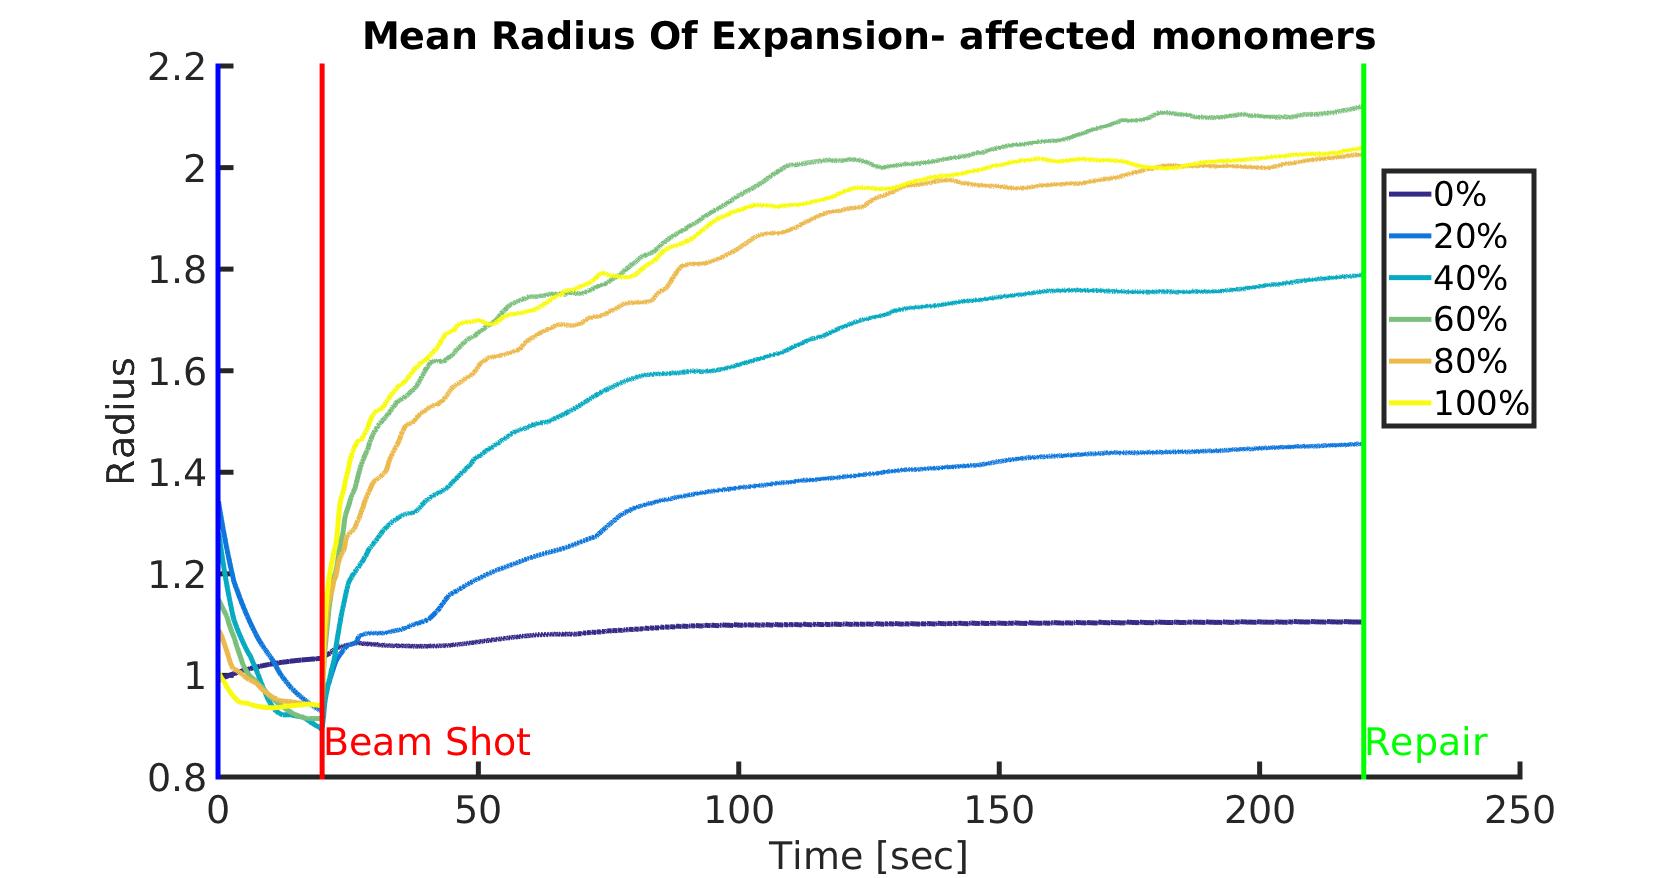 Mean Radius Of Expansion- affected monomers
2.2
2
1.8
1.6
1.4
1.2
1
0.8
Radius
0%
20%
40%
60%
80%
100%
Beam Shot
Repair
0 50 100 150 200 250
Time [sec]